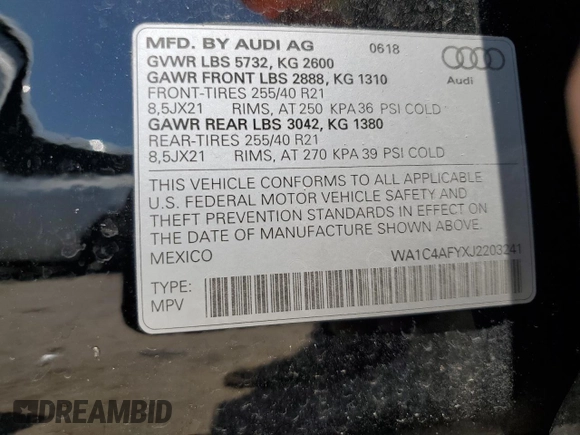 MFD. BY AUDI AG 0618
GVWR LBS 5732, KG 2600
GAWR FRONT LBS 2888, KG 1310
FRONT-TIRES 255/40 R21
8,5JX21 RIMS, AT 250 KPA 36 PSI COLD
GAWR REAR LBS 3042, KG 1380
REAR-TIRES 255/40 R21
8,5JX21 RIMS, AT 270 KPA 39 PSI COLD
Audi
THIS VEHICLE CONFORMS TO ALL APPLICABLE
U.S. FEDERAL MOTOR VEHICLE SAFETY AND
THEFT PREVENTION STANDARDS IN EFFECT ON
THE DATE OF MANUFACTURE SHOWN ABOVE.
MEXICO WA1C4AFYXJ2203241
TYPE:
MPV
DREAMBID